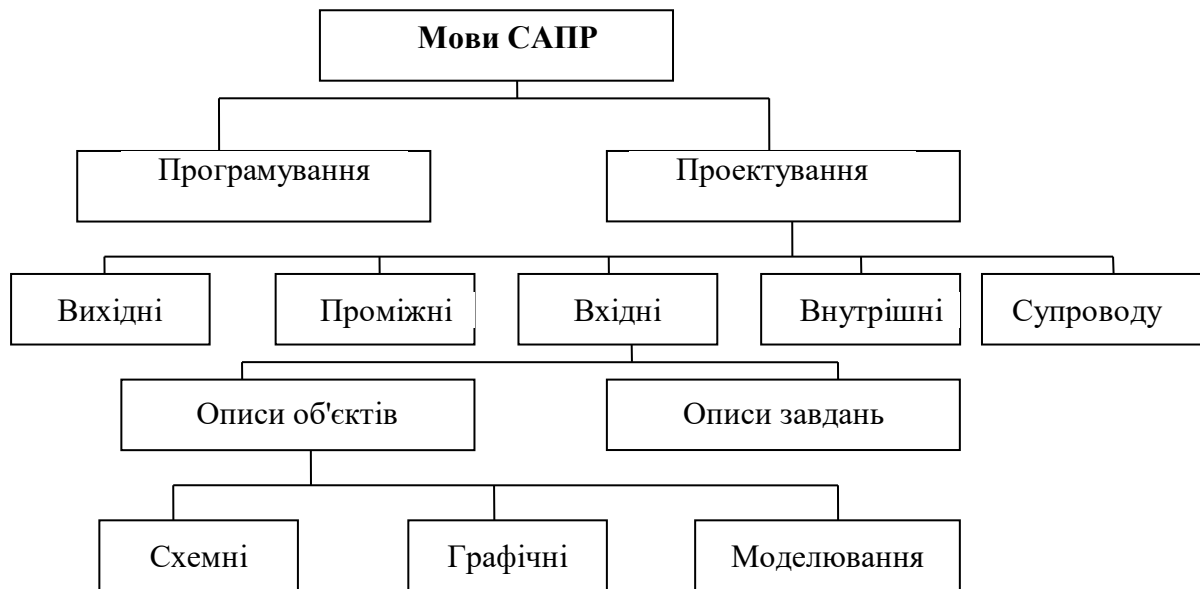 Мови САПР
Програмування
Проектування
Вихідні
Проміжні
Вхідні
Внутрішні
Супроводу
Описи об'єктів
Описи завдань
Схемні
Графічні
Моделювання